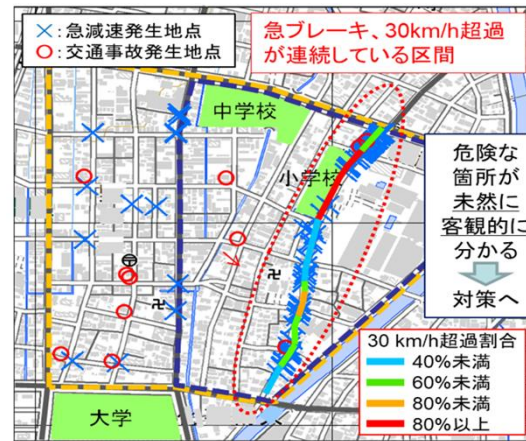 ×:急減速発生地点
○:交通事故発生地点
急ブレーキ、30km/h超過
が連続している区間
中学校
小学校
大学
危険な
箇所が
未然に
客観的に
分かる
対策へ
30 km/h超過割合
40%未満
60%未満
80%未満
80%以上